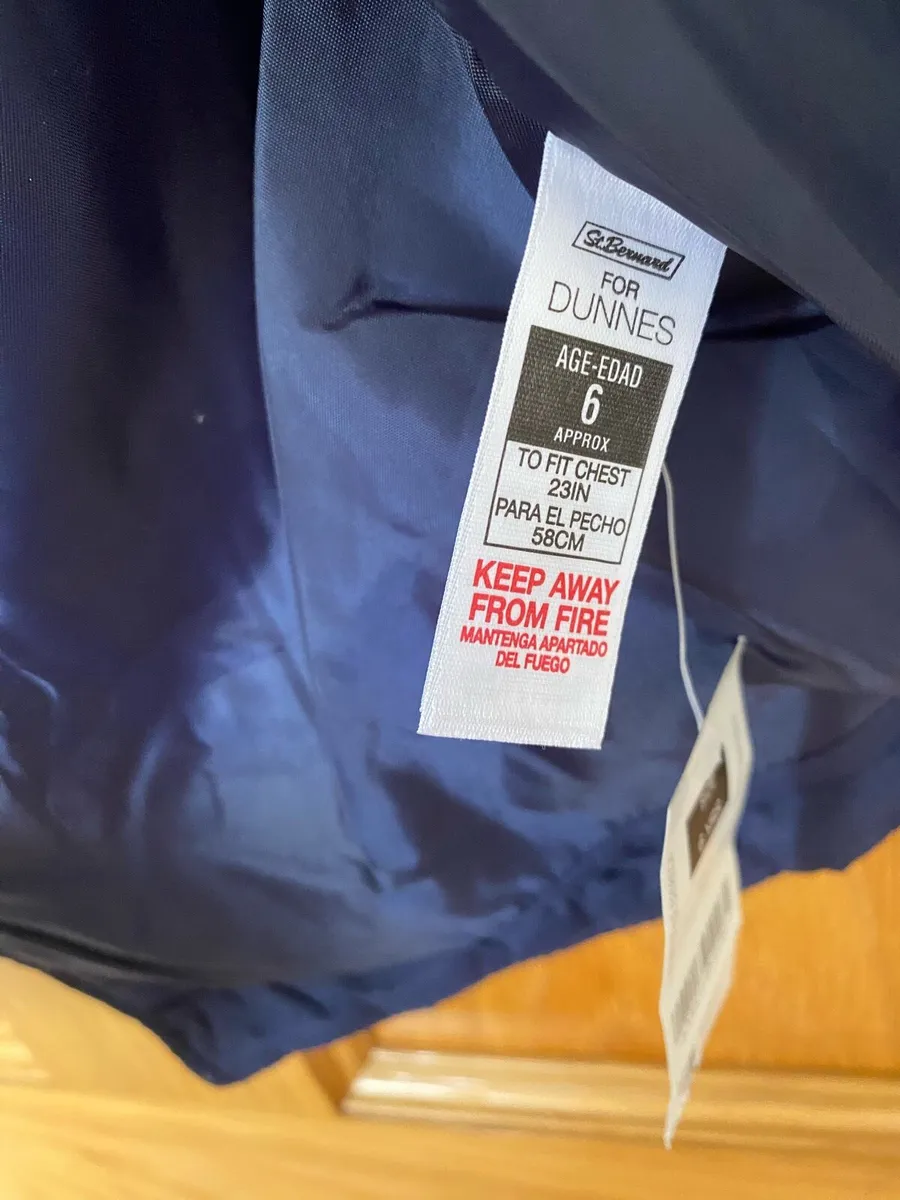 St.Bernard
FOR
DUNNES
AGE-EDAD
6
APPROX
TO FIT CHEST
23IN
PARA EL PECHO
58CM
KEEP AWAY
FROM FIRE
MANTENGA APARTADO
DEL FUEGO